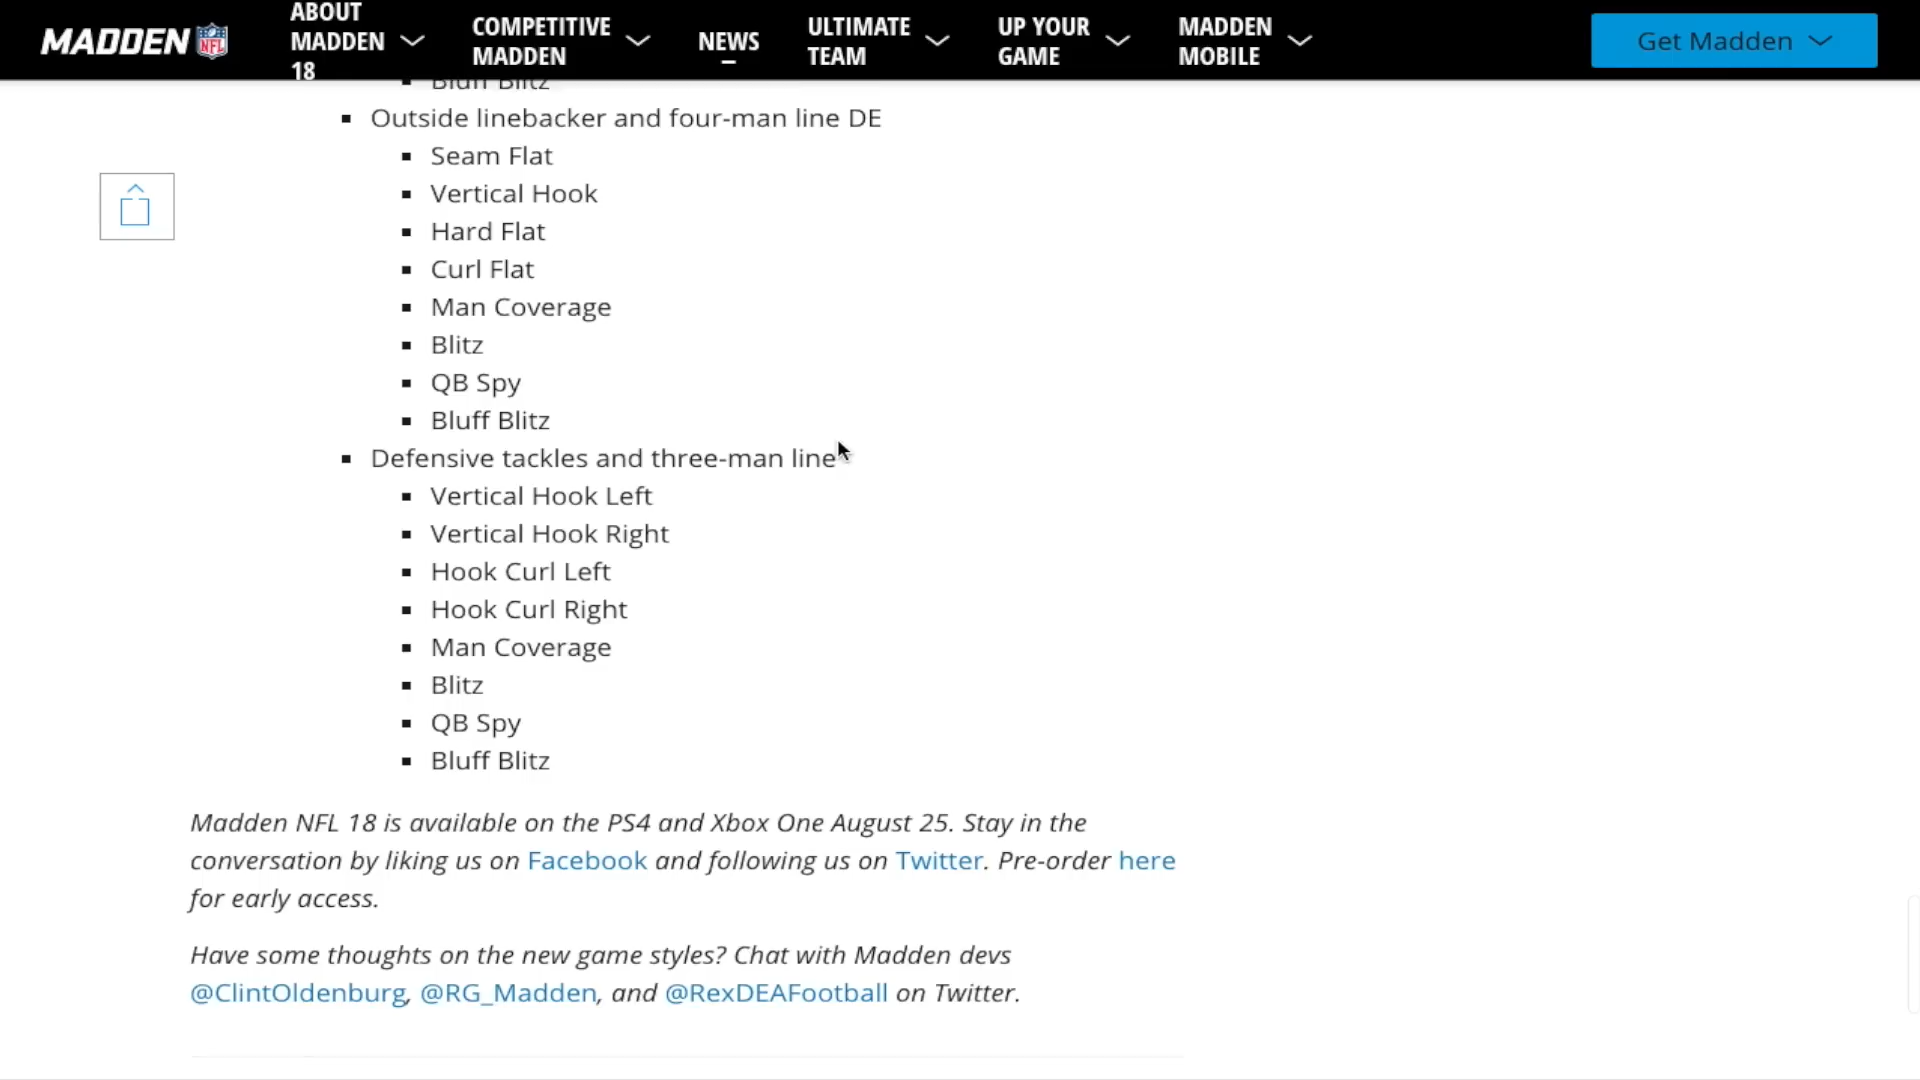 MADDEN NFL
ABOUT
MADDEN
18
COMPETITIVE
MADDEN
NEWS
ULTIMATE
TEAM
UP YOUR
GAME
MADDEN
MOBILE
Get Madden
Bluff Blitz
Outside linebacker and four-man line DE
Seam Flat
Vertical Hook
Hard Flat
Curl Flat
Man Coverage
Blitz
QB Spy
Bluff Blitz
Defensive tackles and three-man line
Vertical Hook Left
Vertical Hook Right
Hook Curl Left
Hook Curl Right
Man Coverage
Blitz
QB Spy
Bluff Blitz
Madden NFL 18 is available on the PS4 and Xbox One August 25. Stay in the
conversation by liking us on Facebook and following us on Twitter. Pre-order here
for early access.
Have some thoughts on the new game styles? Chat with Madden devs
@ClintOldenburg, @RG_Madden, and @RexDEAFootball on Twitter.